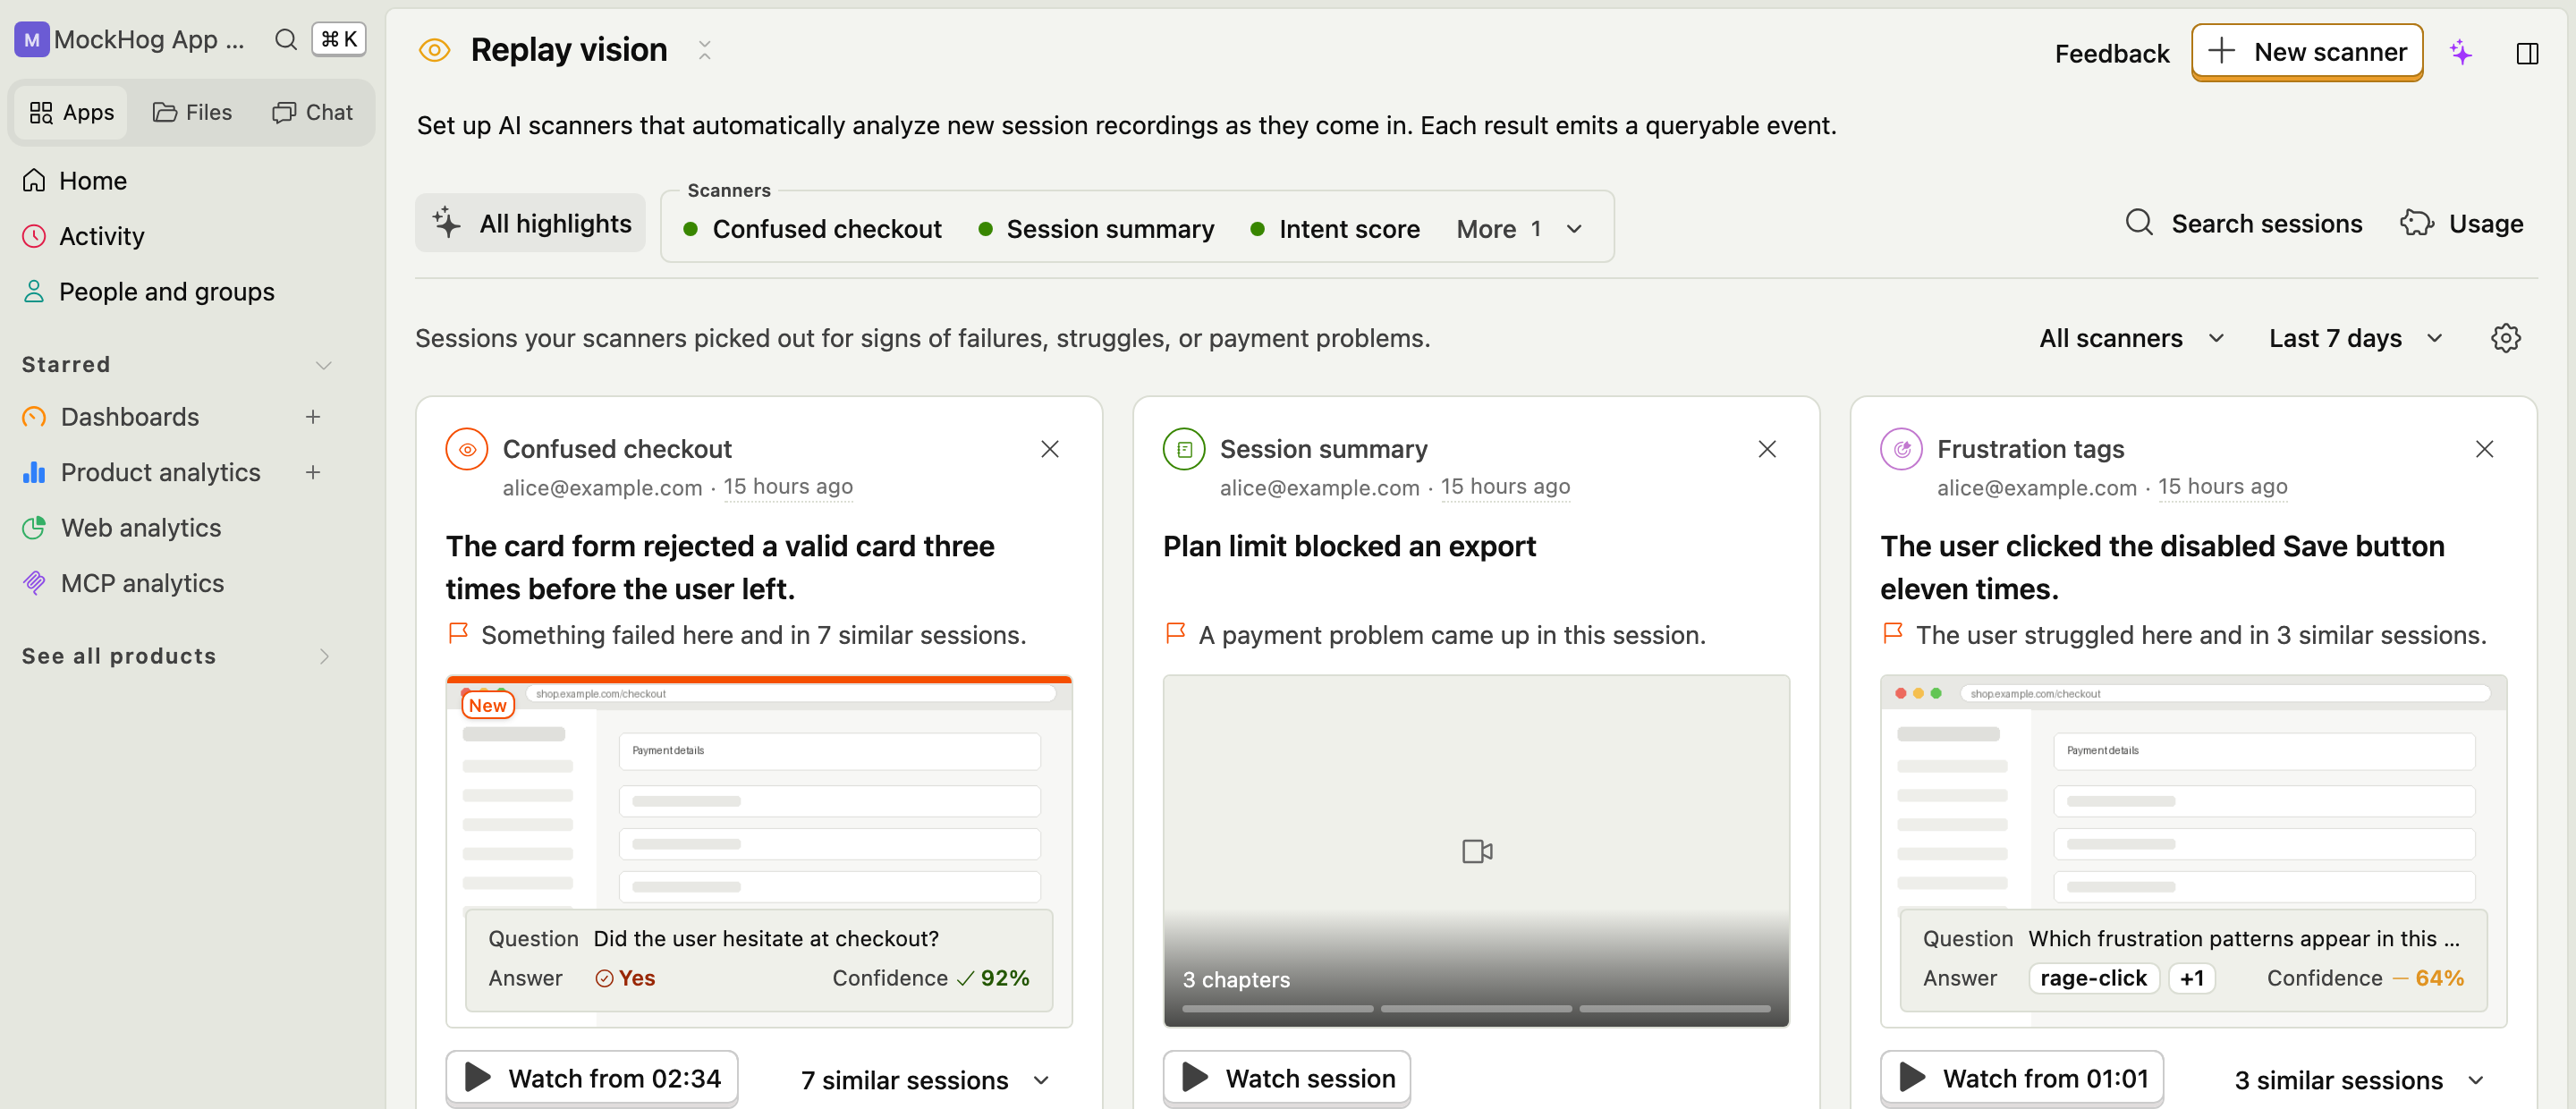 M MockHog App ... ⌘ K
Apps Files Chat
Home
Activity
People and groups
Starred
Dashboards
Product analytics
Web analytics
MCP analytics
See all products
Replay vision
Feedback
New scanner
Set up AI scanners that automatically analyze new session recordings as they come in. Each result emits a queryable event.
All highlights
Scanners
Confused checkout Session summary Intent score More 1
Search sessions Usage
Sessions your scanners picked out for signs of failures, struggles, or payment problems.
All scanners Last 7 days
Confused checkout
alice@example.com · 15 hours ago
The card form rejected a valid card three
times before the user left.
Something failed here and in 7 similar sessions.
New
shop.example.com/checkout
Payment details
Question Did the user hesitate at checkout?
Answer Yes Confidence 92%
Watch from 02:34 7 similar sessions
Session summary
alice@example.com · 15 hours ago
Plan limit blocked an export
A payment problem came up in this session.
3 chapters
Watch session
Frustration tags
alice@example.com · 15 hours ago
The user clicked the disabled Save button
eleven times.
The user struggled here and in 3 similar sessions.
shop.example.com/checkout
Payment details
Question Which frustration patterns appear in this ...
Answer rage-click +1 Confidence 64%
Watch from 01:01 3 similar sessions